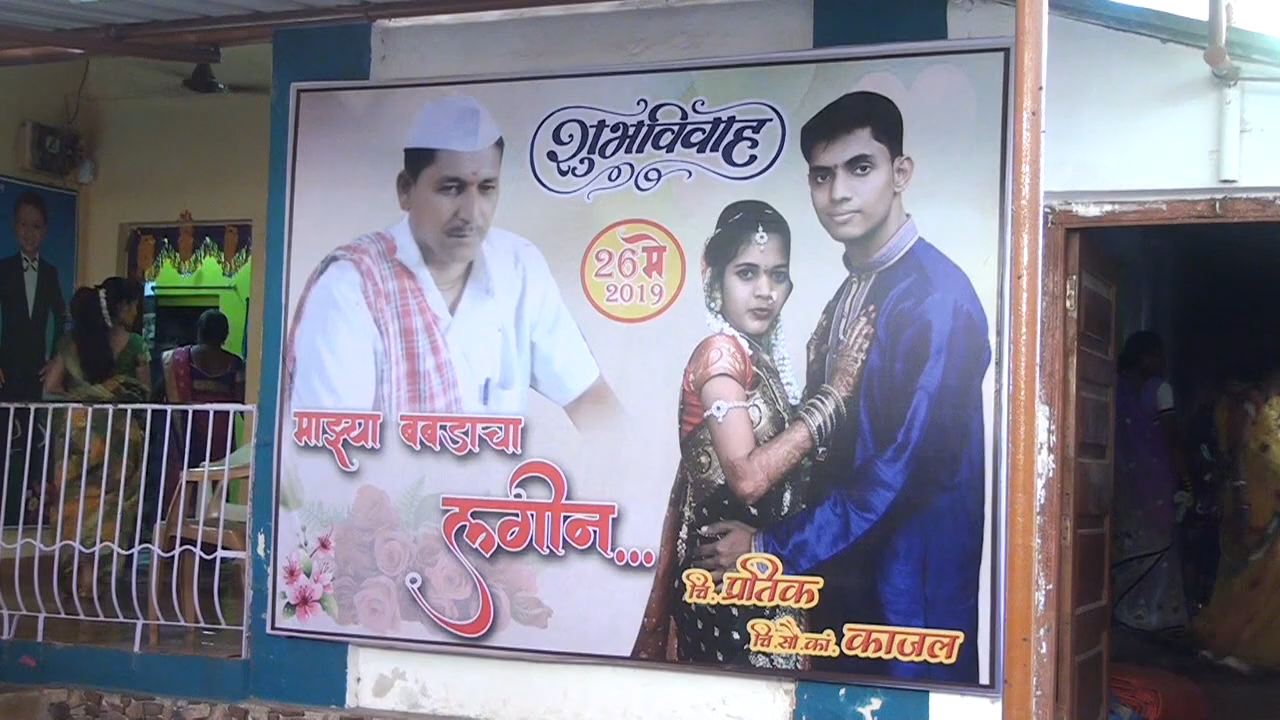 शुभविवाह
26 मे
2019
माझ्या बबडाचा
लगीन...
चि. प्रतिक
चि.सौ.कां. काजल